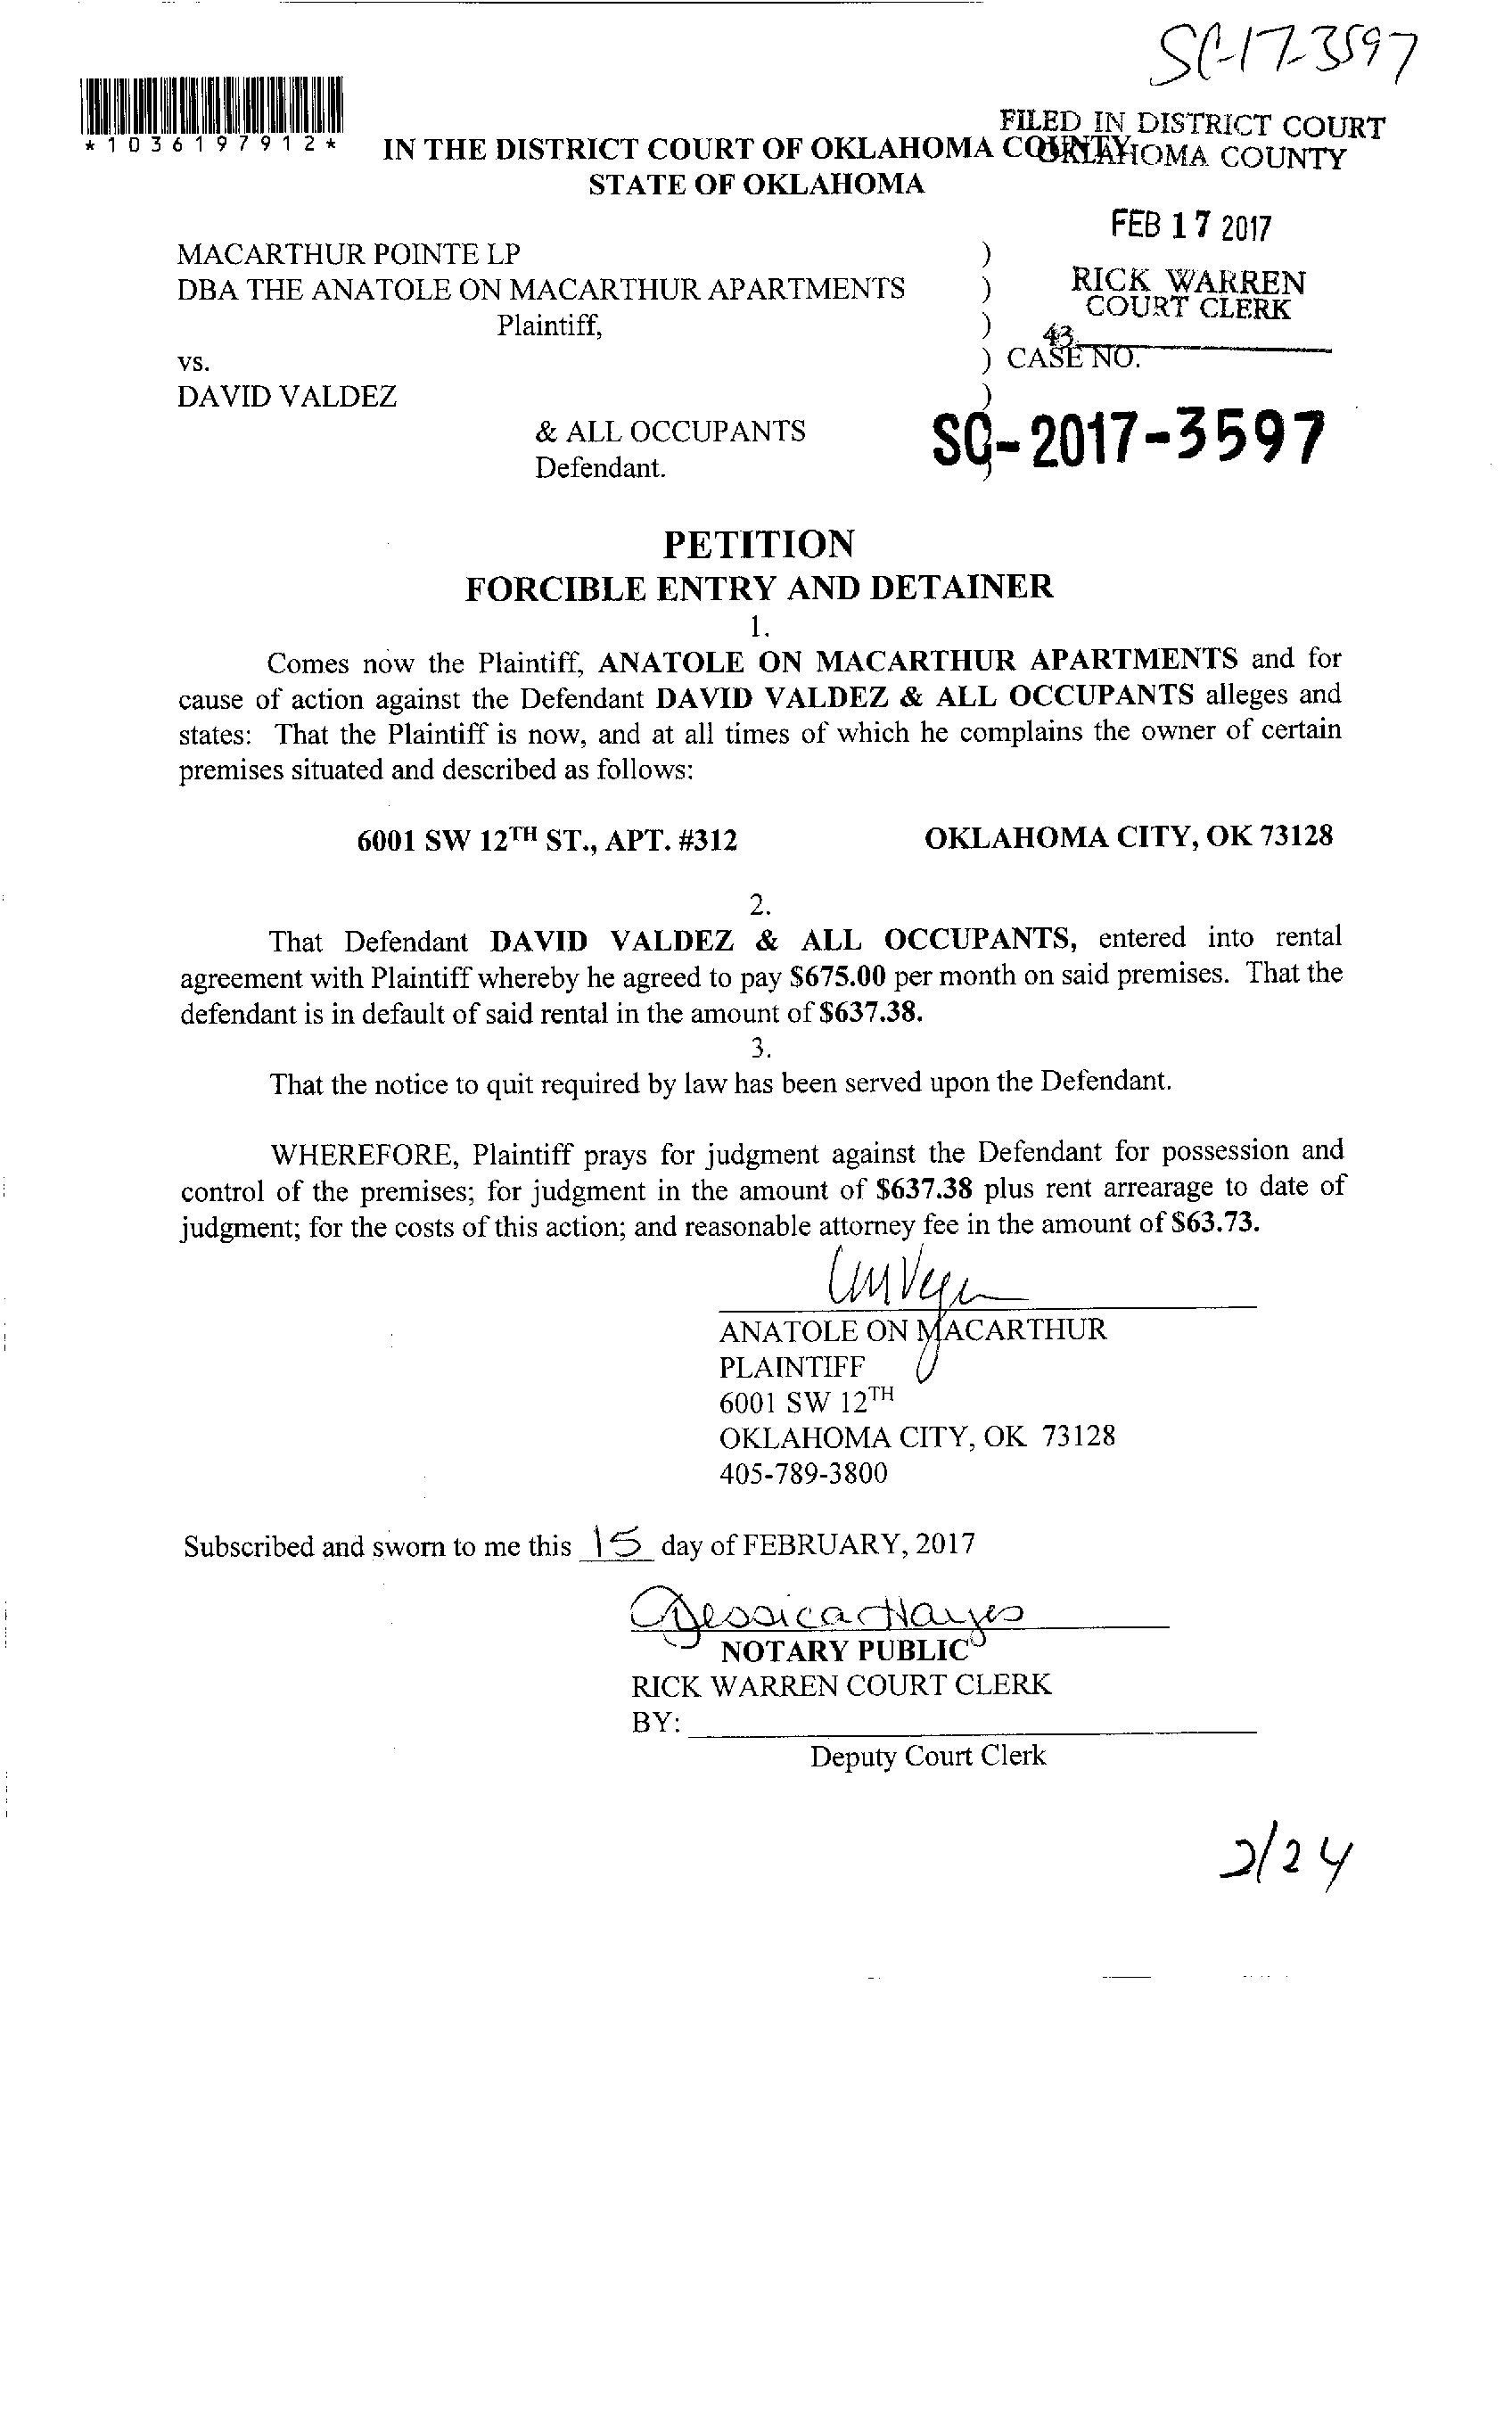 SC-17-3597
*1036197912*
FILED IN DISTRICT COURT
OKLAHOMA COUNTY
IN THE DISTRICT COURT OF OKLAHOMA COUNTY
STATE OF OKLAHOMA
FEB 17 2017
MACARTHUR POINTE LP )
DBA THE ANATOLE ON MACARTHUR APARTMENTS )
RICK WARREN
COURT CLERK
Plaintiff, )
43
vs. ) CASE NO.
DAVID VALDEZ )
& ALL OCCUPANTS
SC-2017-3597
Defendant. )
PETITION
FORCIBLE ENTRY AND DETAINER
1.
Comes now the Plaintiff, ANATOLE ON MACARTHUR APARTMENTS and for
cause of action against the Defendant DAVID VALDEZ & ALL OCCUPANTS alleges and
states: That the Plaintiff is now, and at all times of which he complains the owner of certain
premises situated and described as follows:
6001 SW 12TH ST., APT. #312 OKLAHOMA CITY, OK 73128
2.
That Defendant DAVID VALDEZ & ALL OCCUPANTS, entered into rental
agreement with Plaintiff whereby he agreed to pay $675.00 per month on said premises. That the
defendant is in default of said rental in the amount of $637.38.
3.
That the notice to quit required by law has been served upon the Defendant.
WHEREFORE, Plaintiff prays for judgment against the Defendant for possession and
control of the premises; for judgment in the amount of $637.38 plus rent arrearage to date of
judgment; for the costs of this action; and reasonable attorney fee in the amount of $63.73.
ANATOLE ON MACARTHUR
PLAINTIFF
6001 SW 12TH
OKLAHOMA CITY, OK 73128
405-789-3800
Subscribed and sworn to me this 15 day of FEBRUARY, 2017
Jessica Hayes
NOTARY PUBLIC
RICK WARREN COURT CLERK
BY:
Deputy Court Clerk
2/24